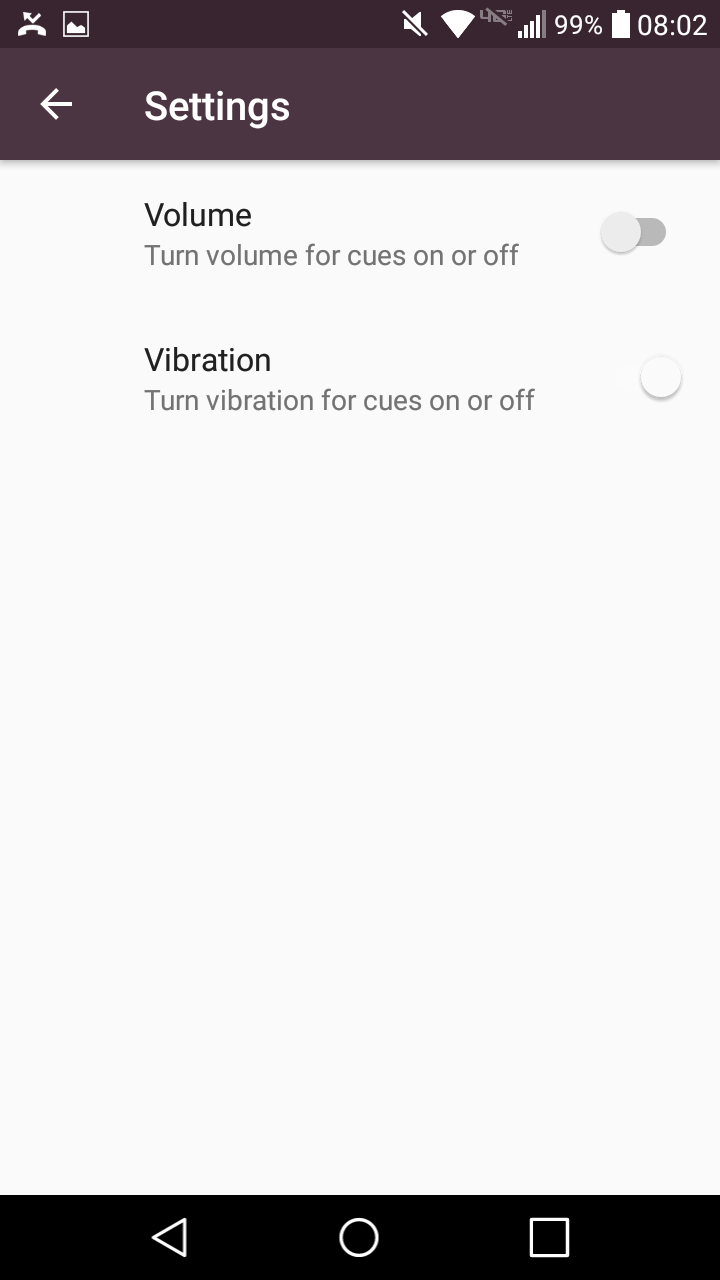 99% 08:02
Settings
Volume
Turn volume for cues on or off
Vibration
Turn vibration for cues on or off